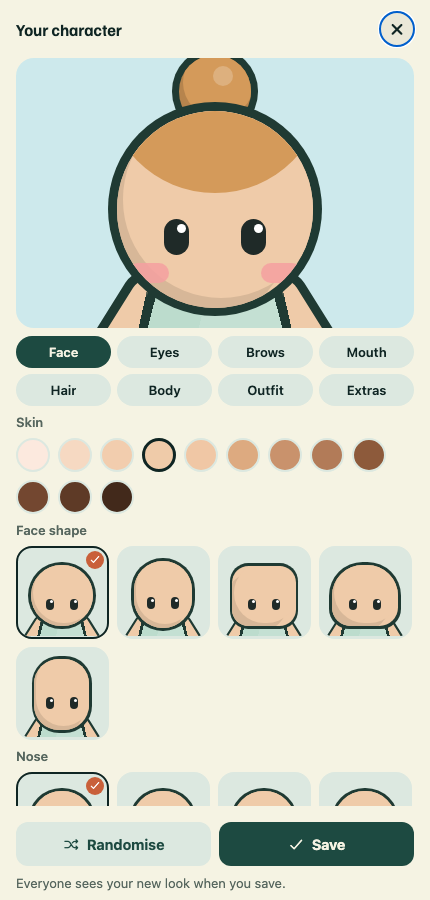 Your character
Face
Eyes
Brows
Mouth
Hair
Body
Outfit
Extras
Skin
Face shape
Nose
Randomise
Save
Everyone sees your new look when you save.